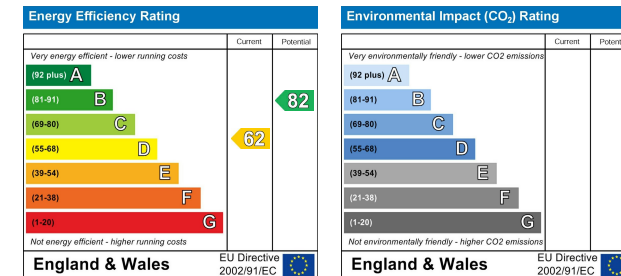 Energy Efficiency Rating
Current Potential
Very energy efficient - lower running costs
(92 plus) A
(81-91) B
82
(69-80) C
62
(55-68) D
(39-54) E
(21-38) F
(1-20) G
Not energy efficient - higher running costs
England & Wales
EU Directive
2002/91/EC
Environmental Impact (CO₂) Rating
Current Potent
Very environmentally friendly - lower CO2 emissions
(92 plus) A
(81-91) B
(69-80) C
(55-68) D
(39-54) E
(21-38) F
(1-20) G
Not environmentally friendly - higher CO2 emissions
England & Wales
EU Directive
2002/91/EC